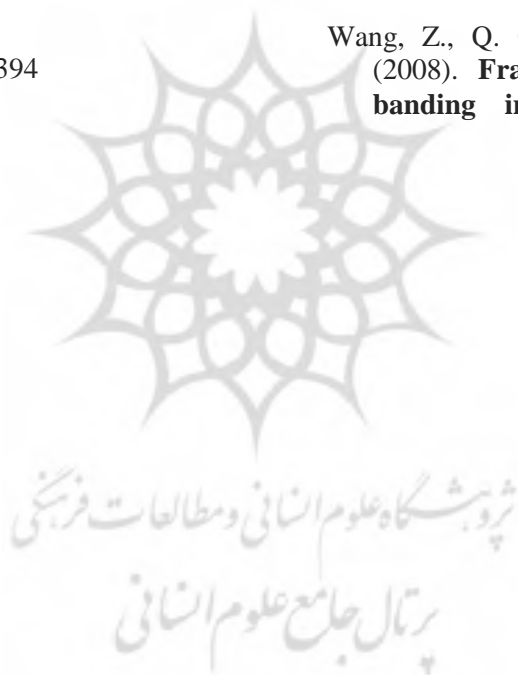 394
Wang, Z., Q.
(2008). Fra
banding in
پژوهشگاه علوم انسانی و مطالعات فرهنگی
پرتال جامع علوم انسانی